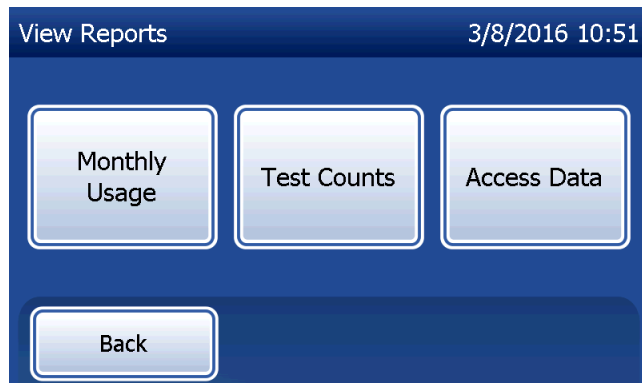 View Reports 3/8/2016 10:51
Monthly
Usage
Test Counts
Access Data
Back